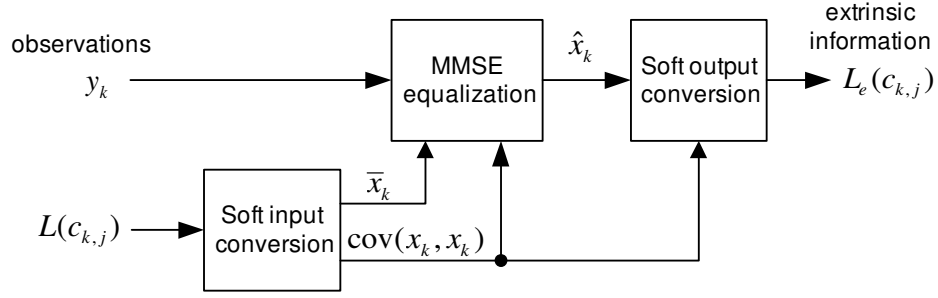 observations
y_k
MMSE
equalization
x̂_k
Soft output
conversion
extrinsic
information
L_e(c_{k,j})
L(c_{k,j})
Soft input
conversion
x̄_k
cov(x_k, x_k)